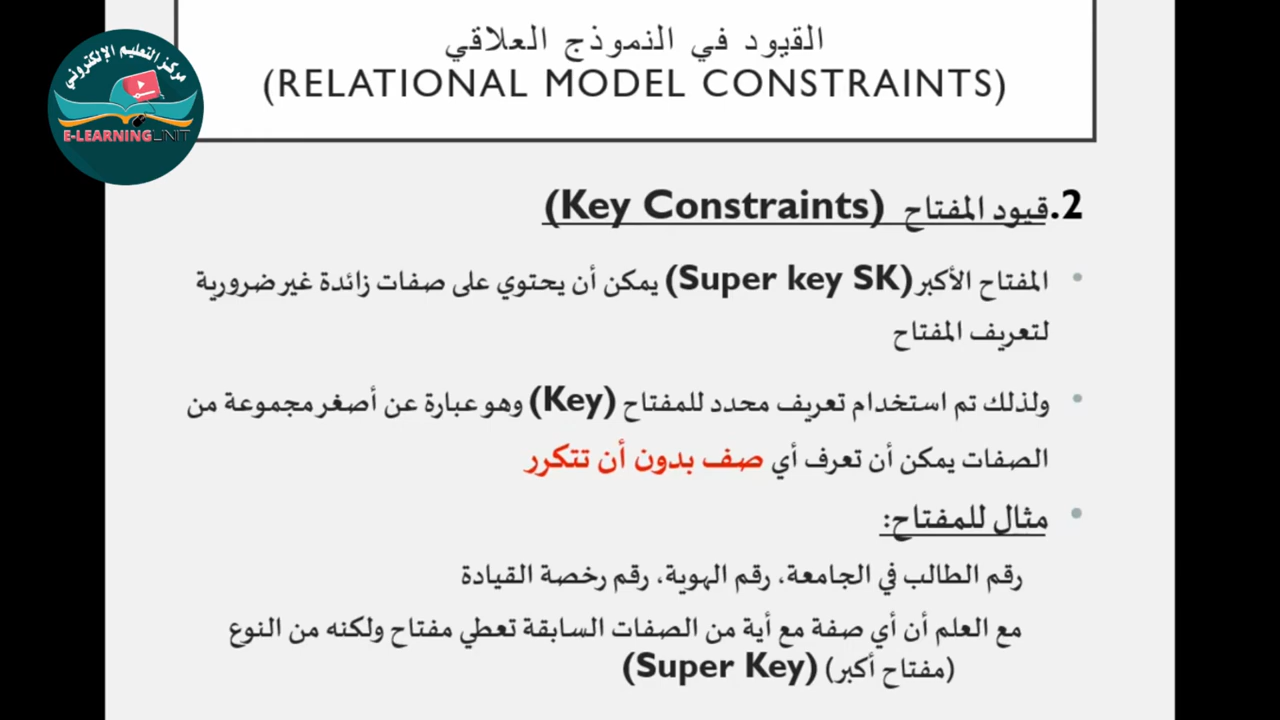 القيود في النموذج العلاقي
(RELATIONAL MODEL CONSTRAINTS)
مركز التعليم الإلكتروني
E-LEARNING UNIT
2. قيود المفتاح (Key Constraints)
المفتاح الأكبر (Super key SK) يمكن أن يحتوي على صفات زائدة غير ضرورية
لتعريف المفتاح
ولذلك تم استخدام تعريف محدد للمفتاح (Key) وهو عبارة عن أصغر مجموعة من
الصفات يمكن أن تعرف أي صف بدون أن تتكرر
مثال للمفتاح:
رقم الطالب في الجامعة، رقم الهوية، رقم رخصة القيادة
مع العلم أن أي صفة مع أية من الصفات السابقة تعطي مفتاح ولكنه من النوع
(مفتاح أكبر) (Super Key)